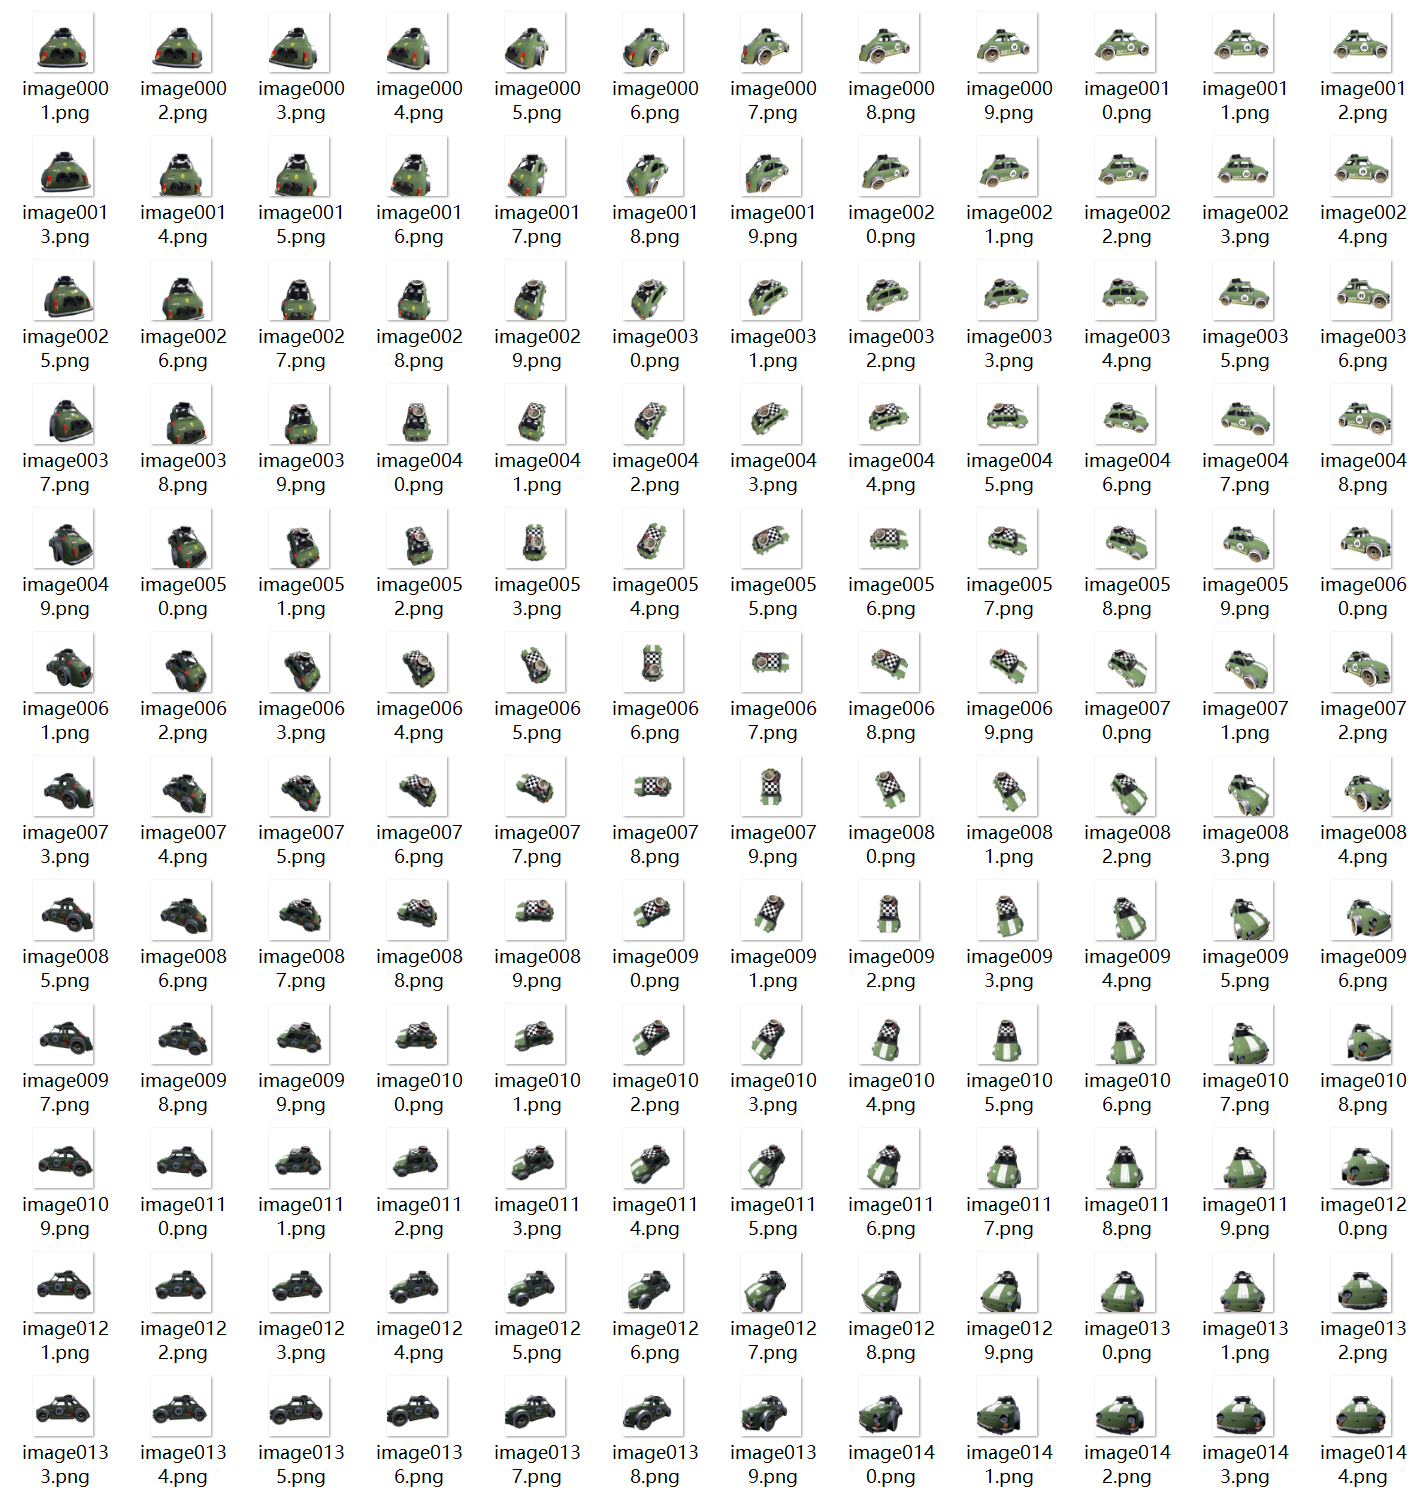 image000 image000 image000 image000 image000 image000 image000 image000 image000 image001 image001 image001
1.png 2.png 3.png 4.png 5.png 6.png 7.png 8.png 9.png 0.png 1.png 2.png
image001 image001 image001 image001 image001 image001 image001 image002 image002 image002 image002 image002
3.png 4.png 5.png 6.png 7.png 8.png 9.png 0.png 1.png 2.png 3.png 4.png
image002 image002 image002 image002 image002 image003 image003 image003 image003 image003 image003 image003
5.png 6.png 7.png 8.png 9.png 0.png 1.png 2.png 3.png 4.png 5.png 6.png
image003 image003 image003 image004 image004 image004 image004 image004 image004 image004 image004 image004
7.png 8.png 9.png 0.png 1.png 2.png 3.png 4.png 5.png 6.png 7.png 8.png
image004 image005 image005 image005 image005 image005 image005 image005 image005 image005 image005 image006
9.png 0.png 1.png 2.png 3.png 4.png 5.png 6.png 7.png 8.png 9.png 0.png
image006 image006 image006 image006 image006 image006 image006 image006 image006 image007 image007 image007
1.png 2.png 3.png 4.png 5.png 6.png 7.png 8.png 9.png 0.png 1.png 2.png
image007 image007 image007 image007 image007 image007 image007 image008 image008 image008 image008 image008
3.png 4.png 5.png 6.png 7.png 8.png 9.png 0.png 1.png 2.png 3.png 4.png
image008 image008 image008 image008 image008 image009 image009 image009 image009 image009 image009 image009
5.png 6.png 7.png 8.png 9.png 0.png 1.png 2.png 3.png 4.png 5.png 6.png
image009 image009 image009 image010 image010 image010 image010 image010 image010 image010 image010 image010
7.png 8.png 9.png 0.png 1.png 2.png 3.png 4.png 5.png 6.png 7.png 8.png
image010 image011 image011 image011 image011 image011 image011 image011 image011 image011 image011 image012
9.png 0.png 1.png 2.png 3.png 4.png 5.png 6.png 7.png 8.png 9.png 0.png
image012 image012 image012 image012 image012 image012 image012 image012 image012 image013 image013 image013
1.png 2.png 3.png 4.png 5.png 6.png 7.png 8.png 9.png 0.png 1.png 2.png
image013 image013 image013 image013 image013 image013 image013 image014 image014 image014 image014 image014
3.png 4.png 5.png 6.png 7.png 8.png 9.png 0.png 1.png 2.png 3.png 4.png